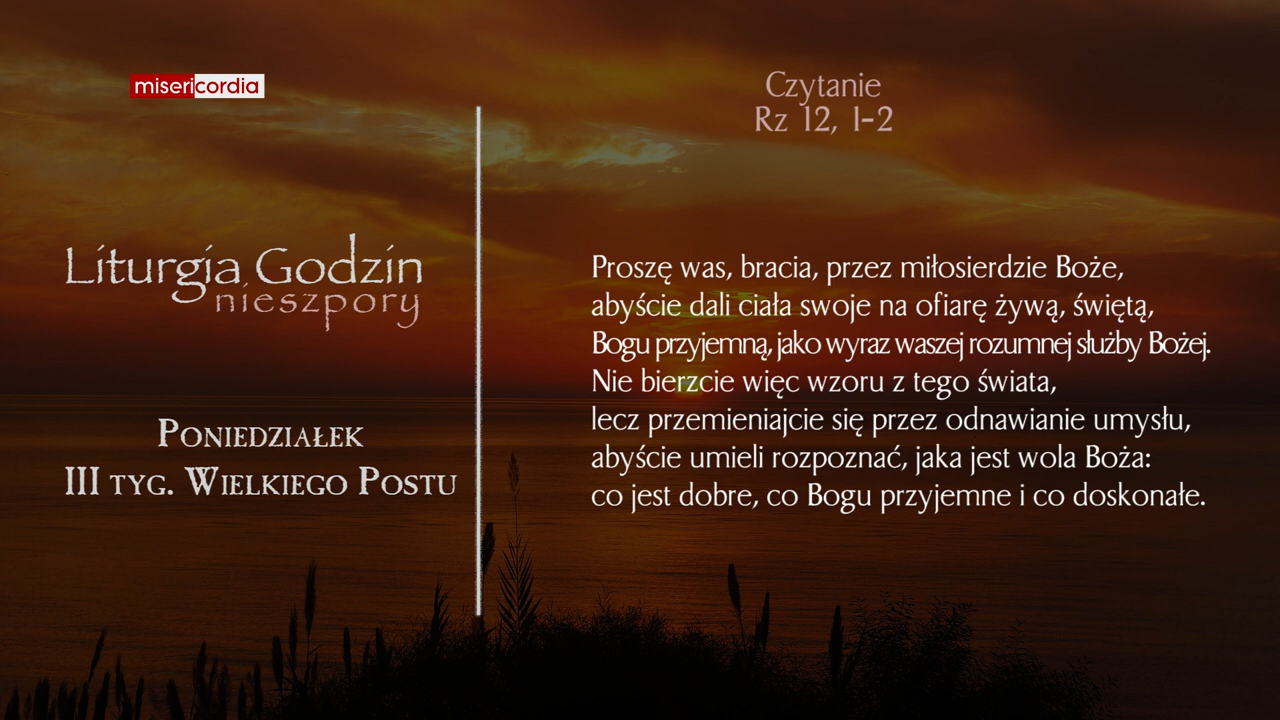 misericordia
Liturgia Godzin
nieszpory
Poniedziałek
III tyg. Wielkiego Postu
Czytanie
Rz 12, 1-2
Proszę was, bracia, przez miłosierdzie Boże,
abyście dali ciała swoje na ofiarę żywą, świętą,
Bogu przyjemną, jako wyraz waszej rozumnej służby Bożej.
Nie bierzcie więc wzoru z tego świata,
lecz przemieniajcie się przez odnawianie umysłu,
abyście umieli rozpoznać, jaka jest wola Boża:
co jest dobre, co Bogu przyjemne i co doskonałe.